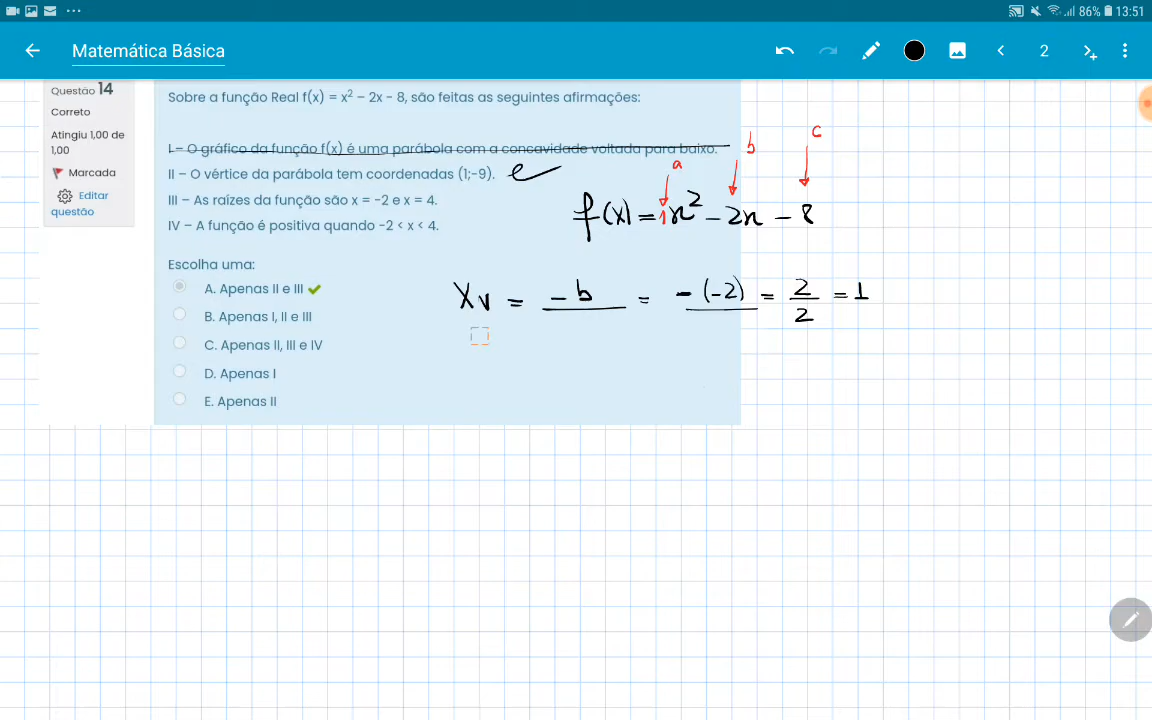 86% 13:51
Matemática Básica
2
Questão 14
Correto
Atingiu 1,00 de
1,00
Marcada
Editar
questão
Sobre a função Real f(x) = x² – 2x - 8, são feitas as seguintes afirmações:
I – O gráfico da função f(x) é uma parábola com a concavidade voltada para baixo.
II – O vértice da parábola tem coordenadas (1;-9).
III – As raízes da função são x = -2 e x = 4.
IV – A função é positiva quando -2 < x < 4.
Escolha uma:
A. Apenas II e III
B. Apenas I, II e III
C. Apenas II, III e IV
D. Apenas I
E. Apenas II
a b c
f(x) = 1x² - 2x - 8
Xv = -b = -(-2) = 2/2 = 1